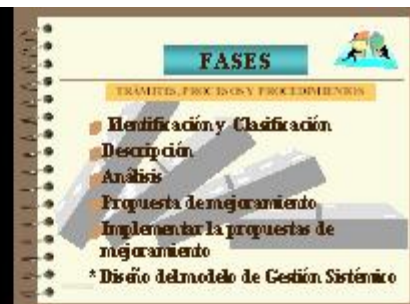 FASES
TRAMITES, PROCESOS Y PROCEDIMIENTOS
Identificación y Clasificación
Descripción
Análisis
Propuesta de mejoramiento
Implementar la propuestas de
mejoramiento
* Diseño del modelo de Gestión Sistémico